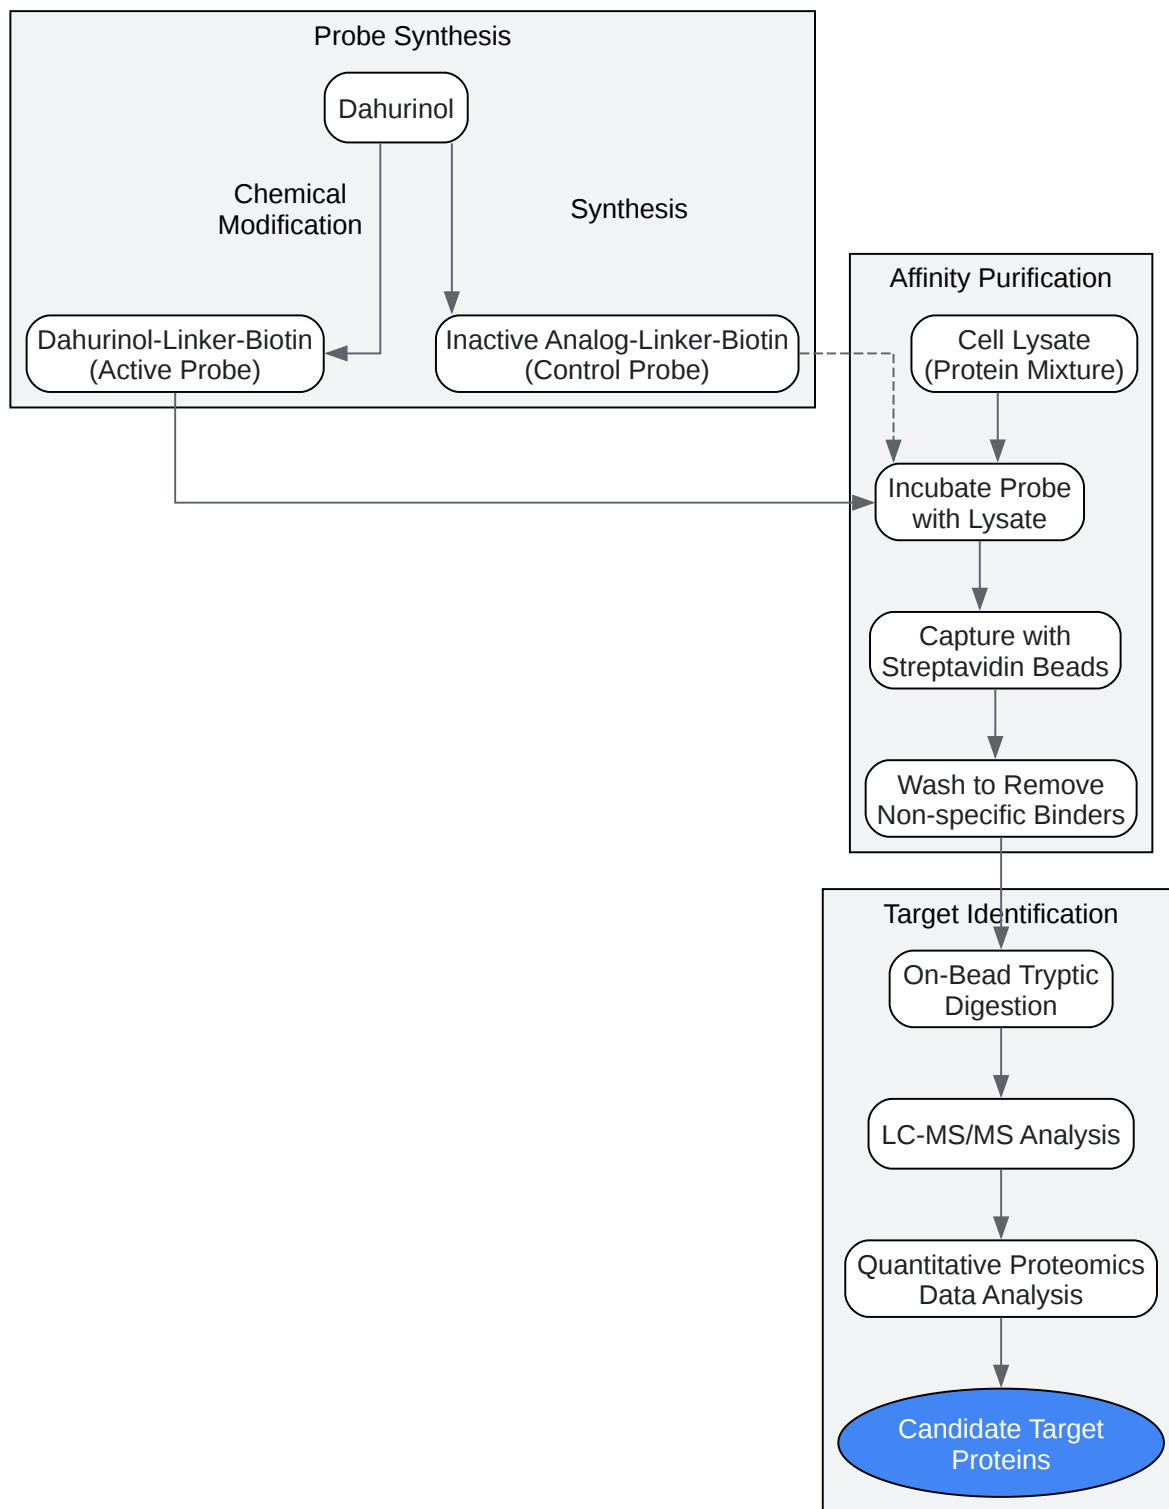 Probe Synthesis
Dahurinol
Chemical
Modification
Synthesis
Dahurinol-Linker-Biotin
(Active Probe)
Inactive Analog-Linker-Biotin
(Control Probe)
Affinity Purification
Cell Lysate
(Protein Mixture)
Incubate Probe
with Lysate
Capture with
Streptavidin Beads
Wash to Remove
Non-specific Binders
Target Identification
On-Bead Tryptic
Digestion
LC-MS/MS Analysis
Quantitative Proteomics
Data Analysis
Candidate Target
Proteins